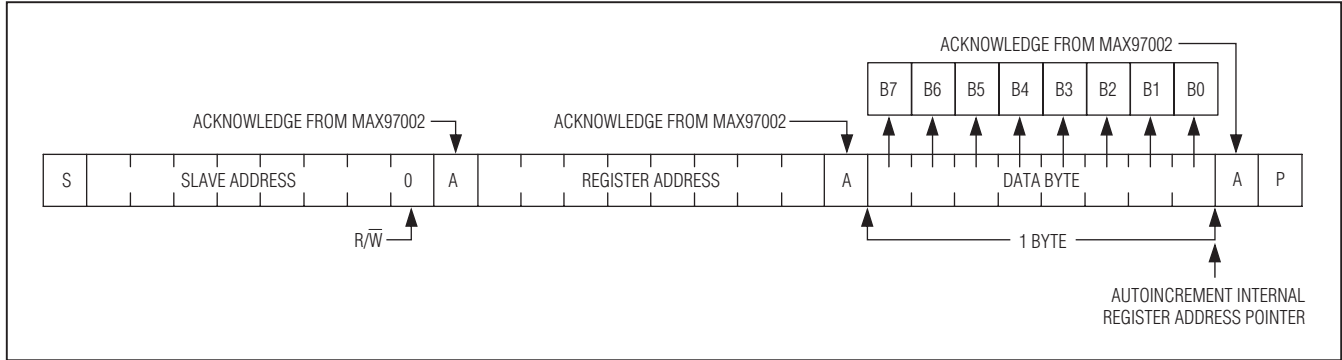 ACKNOWLEDGE FROM MAX97002
B7 B6 B5 B4 B3 B2 B1 B0
ACKNOWLEDGE FROM MAX97002 ACKNOWLEDGE FROM MAX97002
S SLAVE ADDRESS 0 A REGISTER ADDRESS A DATA BYTE A P
R/W̅
1 BYTE
AUTOINCREMENT INTERNAL
REGISTER ADDRESS POINTER